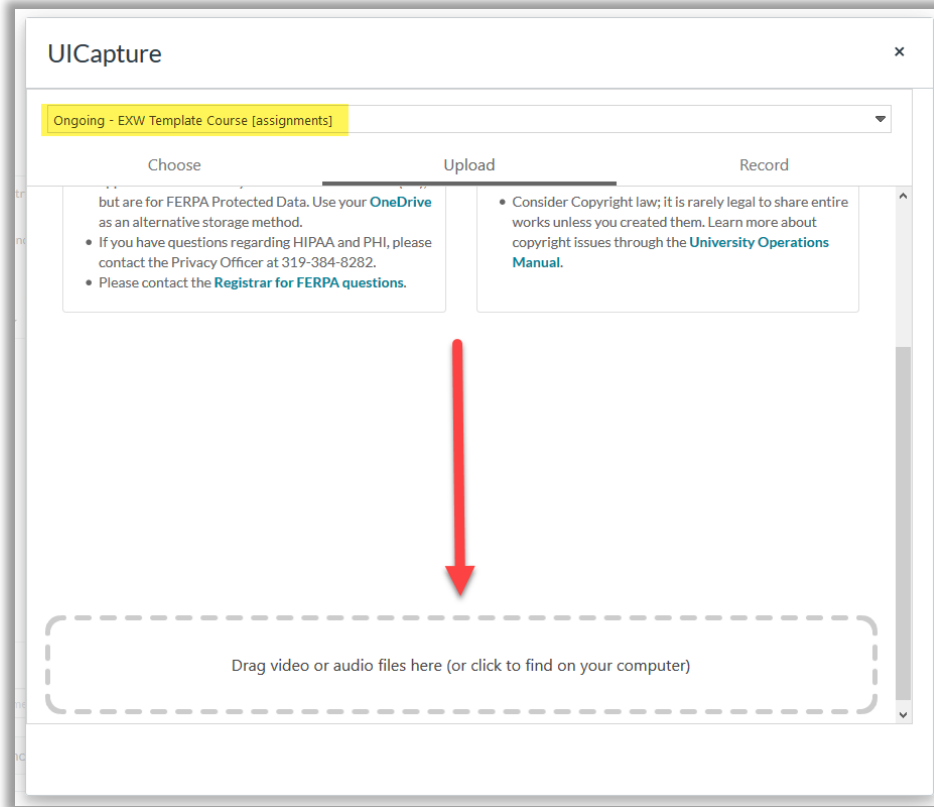 UICapture
×
Ongoing - EXW Template Course [assignments]
Choose Upload Record
but are for FERPA Protected Data. Use your OneDrive
as an alternative storage method.
• If you have questions regarding HIPAA and PHI, please
contact the Privacy Officer at 319-384-8282.
• Please contact the Registrar for FERPA questions.
• Consider Copyright law; it is rarely legal to share entire
works unless you created them. Learn more about
copyright issues through the University Operations
Manual.
Drag video or audio files here (or click to find on your computer)